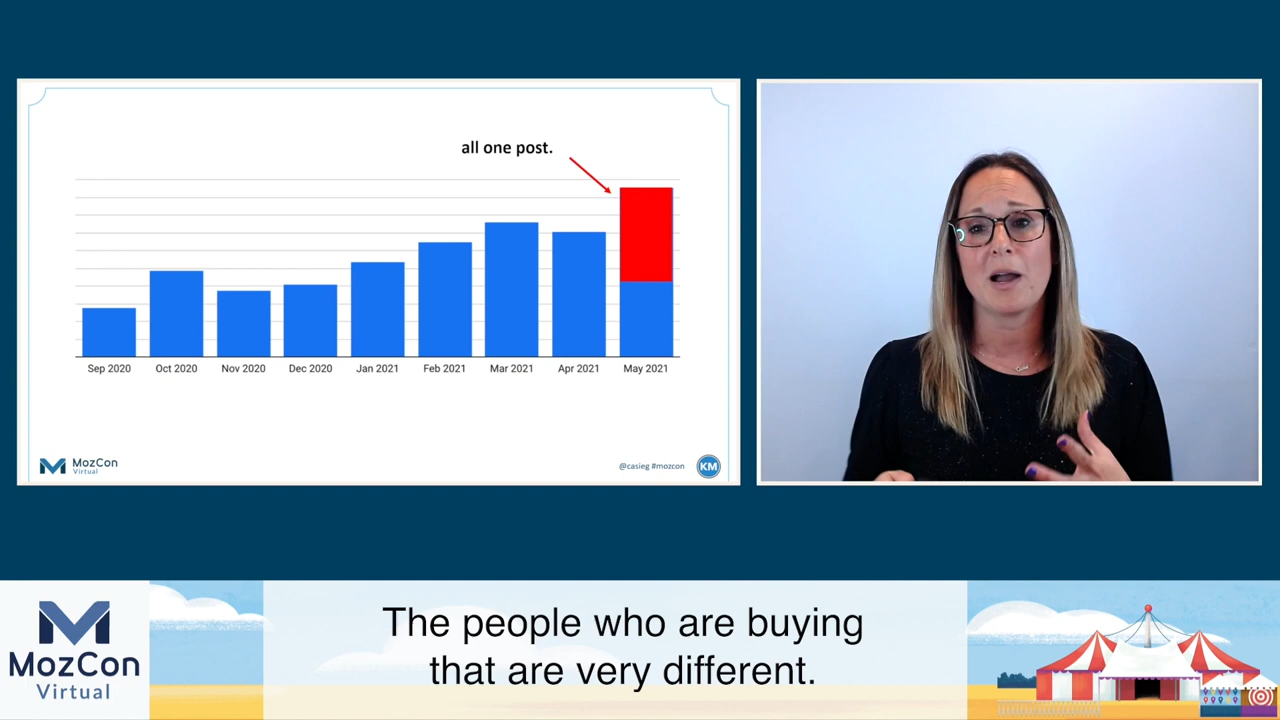 all one post.
Sep 2020
Oct 2020
Nov 2020
Dec 2020
Jan 2021
Feb 2021
Mar 2021
Apr 2021
May 2021
MozCon
Virtual
@casieg #mozcon
KM
MozCon
Virtual
The people who are buying
that are very different.